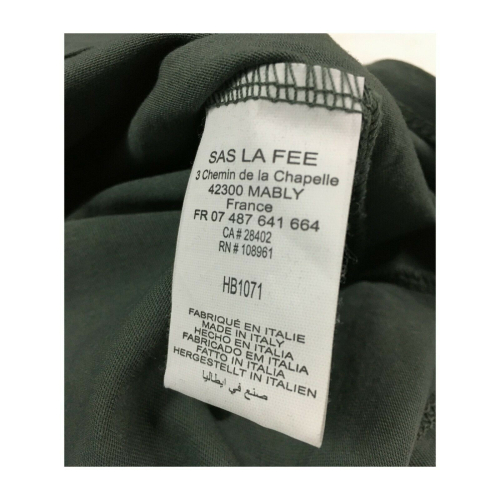 SAS LA FEE
3 Chemin de la Chapelle
42300 MABLY
France
FR 07 487 641 664
CA # 28402
RN # 108961
HB1071
FABRIQUÉ EN ITALIE
MADE IN ITALY
HECHO EN ITALIA
FABRICADO EM ITALIA
FATTO IN ITALIA
HERGESTELLT IN ITALIEN
صنع في ايطاليا